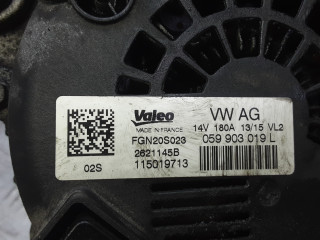 Valeo
VW AG
MADE IN FRANCE
14V 180A 13/15 VL2
FGN20S023
059 903 019 L
2621145B
02S
115019713